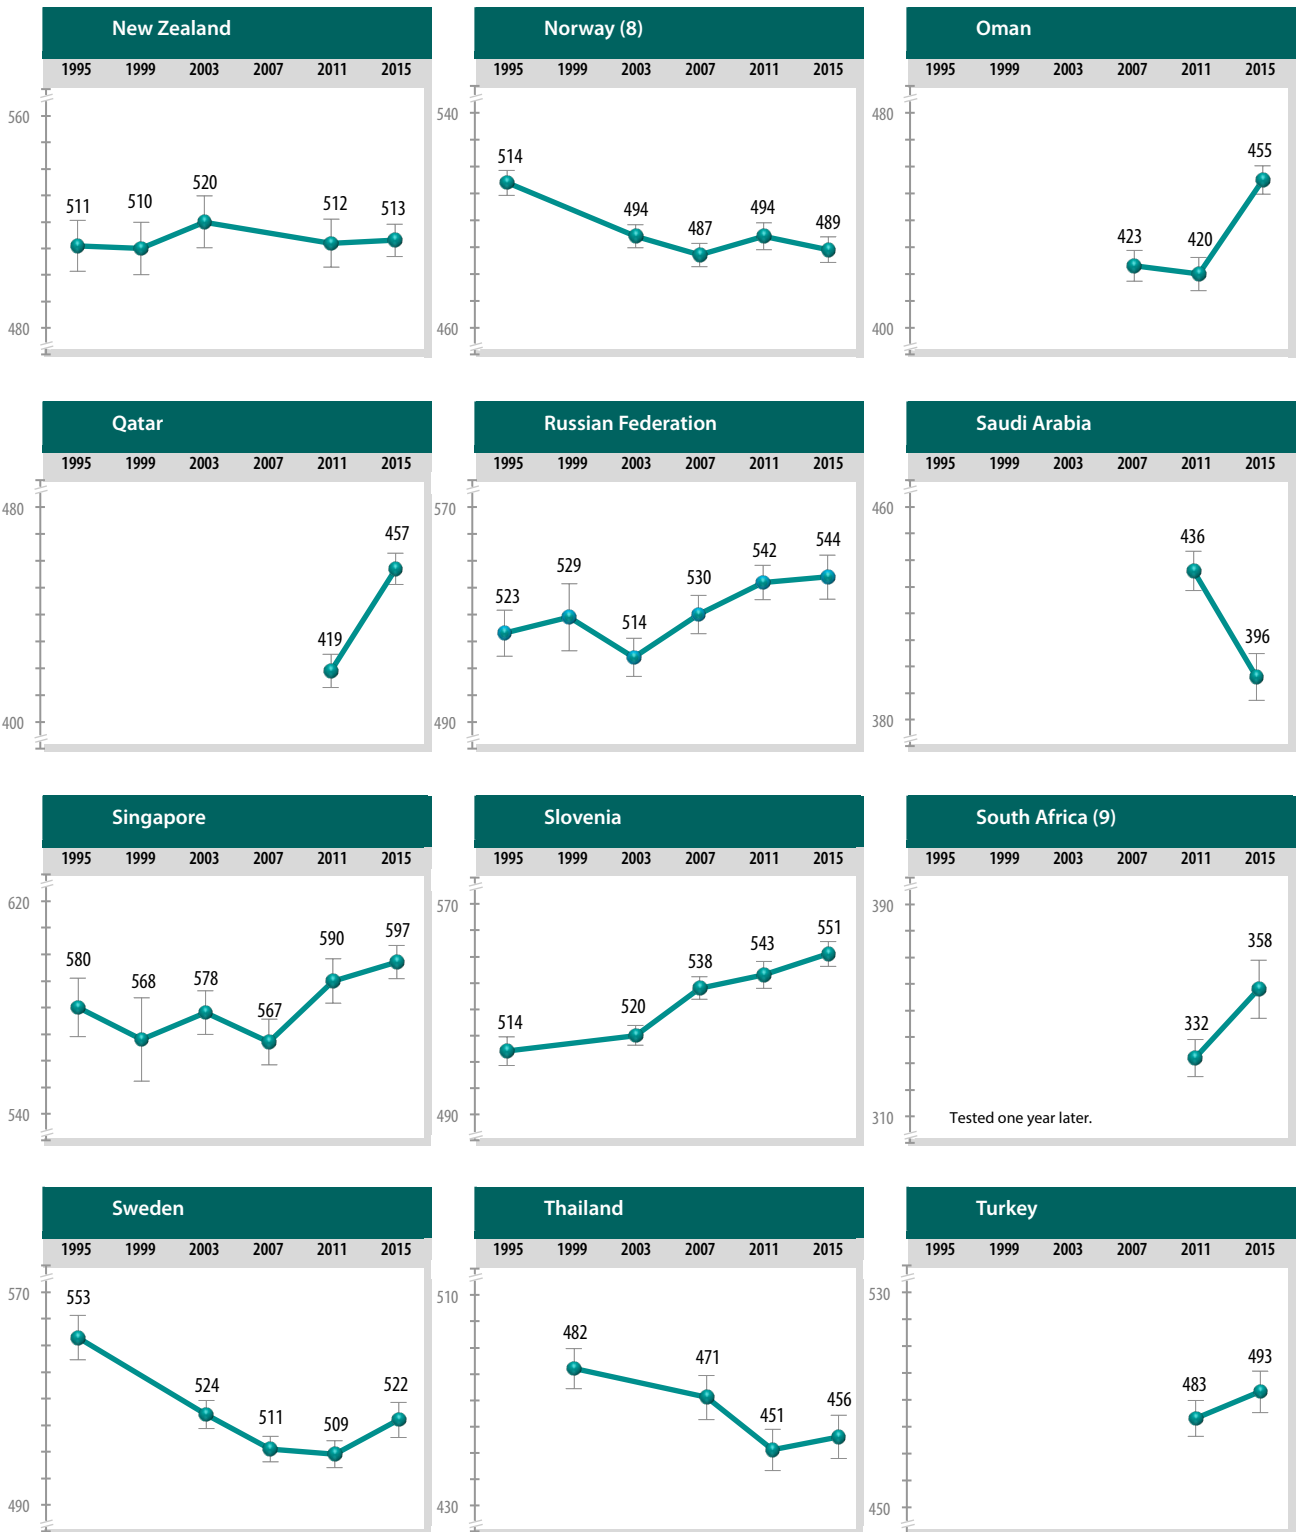 New Zealand
1995 1999 2003 2007 2011 2015
560
480
511
510
520
512
513
Norway (8)
1995 1999 2003 2007 2011 2015
540
460
514
494
487
494
489
Oman
1995 1999 2003 2007 2011 2015
480
400
423
420
455
Qatar
1995 1999 2003 2007 2011 2015
480
400
419
457
Russian Federation
1995 1999 2003 2007 2011 2015
570
490
523
529
514
530
542
544
Saudi Arabia
1995 1999 2003 2007 2011 2015
460
380
436
396
Singapore
1995 1999 2003 2007 2011 2015
620
540
580
568
578
567
590
597
Slovenia
1995 1999 2003 2007 2011 2015
570
490
514
520
538
543
551
South Africa (9)
1995 1999 2003 2007 2011 2015
390
310
332
358
Tested one year later.
Sweden
1995 1999 2003 2007 2011 2015
570
490
553
524
511
509
522
Thailand
1995 1999 2003 2007 2011 2015
510
430
482
471
451
456
Turkey
1995 1999 2003 2007 2011 2015
530
450
483
493